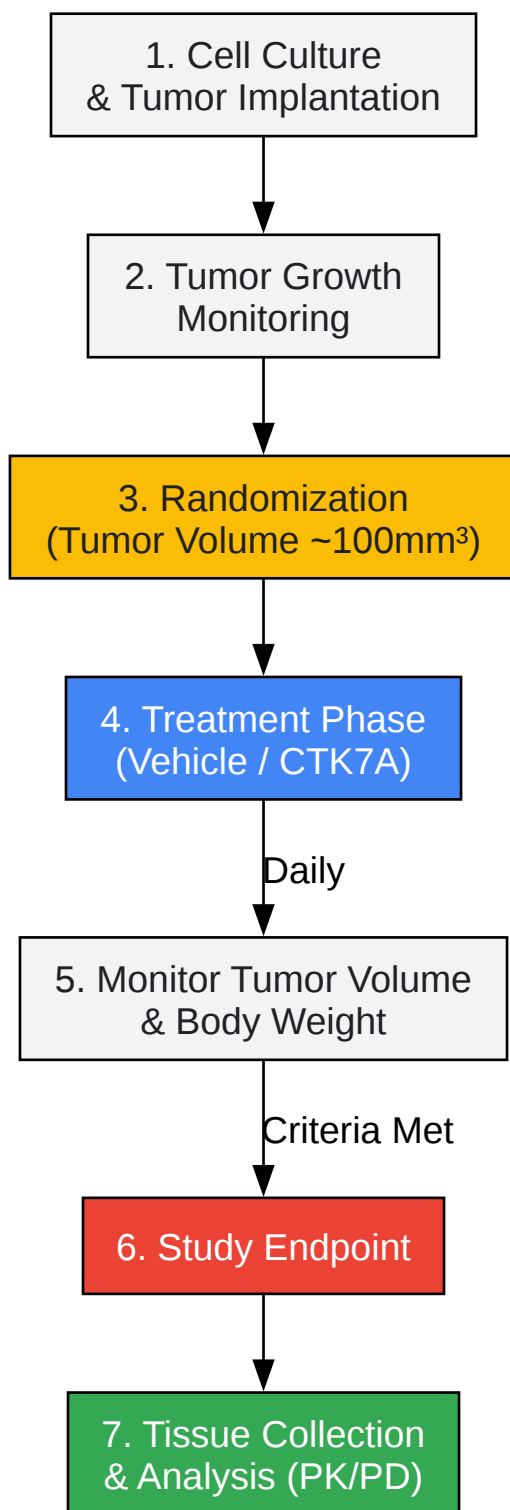 1. Cell Culture
& Tumor Implantation
2. Tumor Growth
Monitoring
3. Randomization
(Tumor Volume ~100mm³)
4. Treatment Phase
(Vehicle / CTK7A)
Daily
5. Monitor Tumor Volume
& Body Weight
Criteria Met
6. Study Endpoint
7. Tissue Collection
& Analysis (PK/PD)